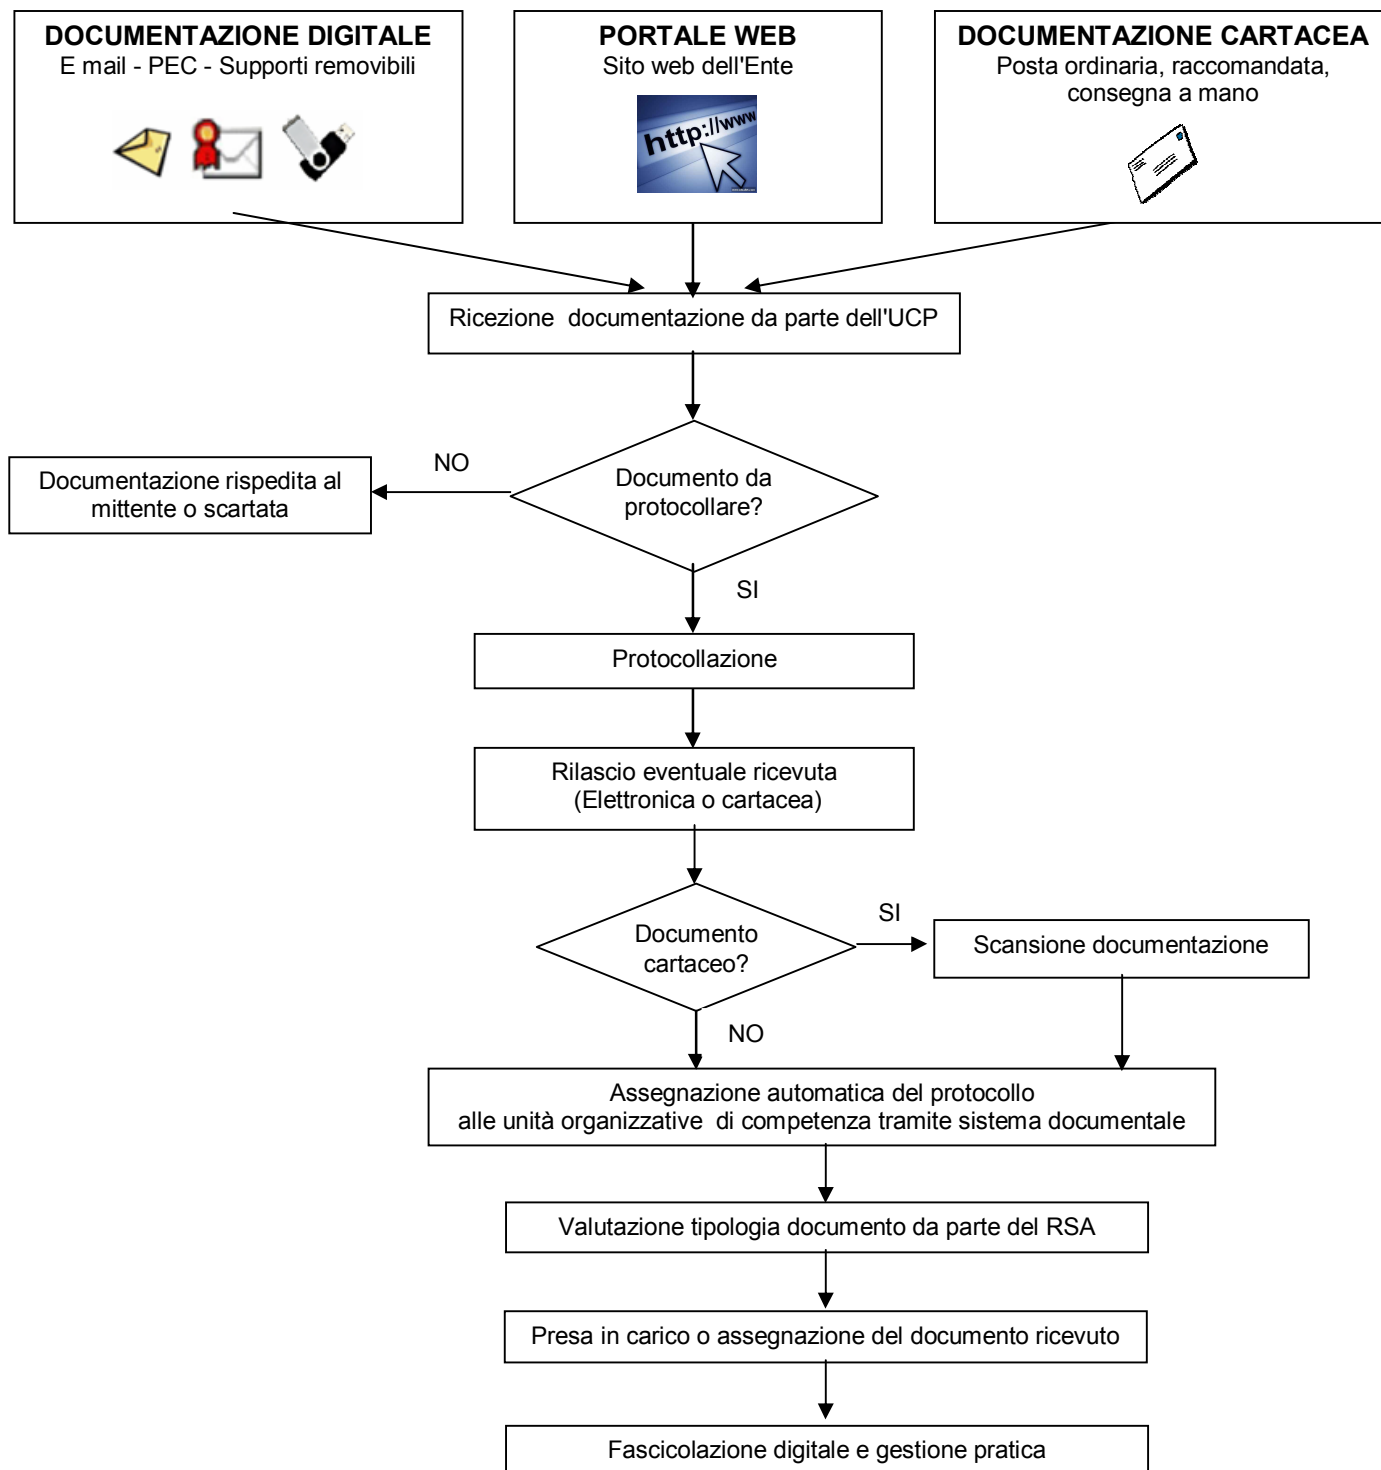 DOCUMENTAZIONE DIGITALE
E mail - PEC - Supporti removibili
PORTALE WEB
Sito web dell'Ente
http://www
DOCUMENTAZIONE CARTACEA
Posta ordinaria, raccomandata,
consegna a mano
Ricezione documentazione da parte dell'UCP
Documento da
protocollare?
NO
Documentazione rispedita al
mittente o scartata
SI
Protocollazione
Rilascio eventuale ricevuta
(Elettronica o cartacea)
Documento
cartaceo?
SI
Scansione documentazione
NO
Assegnazione automatica del protocollo
alle unità organizzative di competenza tramite sistema documentale
Valutazione tipologia documento da parte del RSA
Presa in carico o assegnazione del documento ricevuto
Fascicolazione digitale e gestione pratica